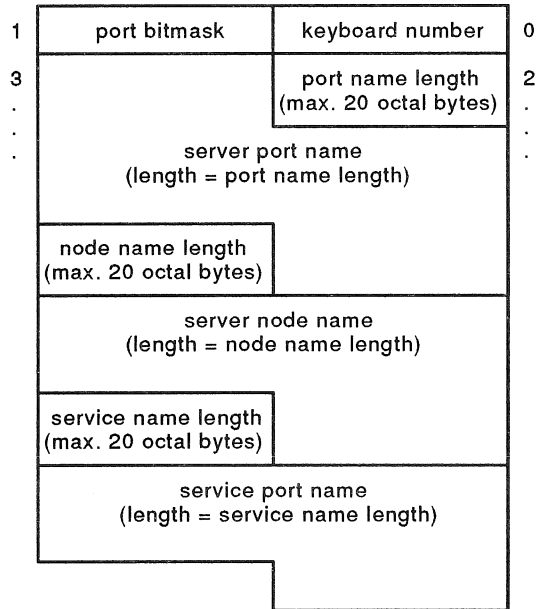 1 port bitmask keyboard number 0
3 port name length 2
. (max. 20 octal bytes) .
. .
. server port name .
(length = port name length)
node name length
(max. 20 octal bytes)
server node name
(length = node name length)
service name length
(max. 20 octal bytes)
service port name
(length = service name length)